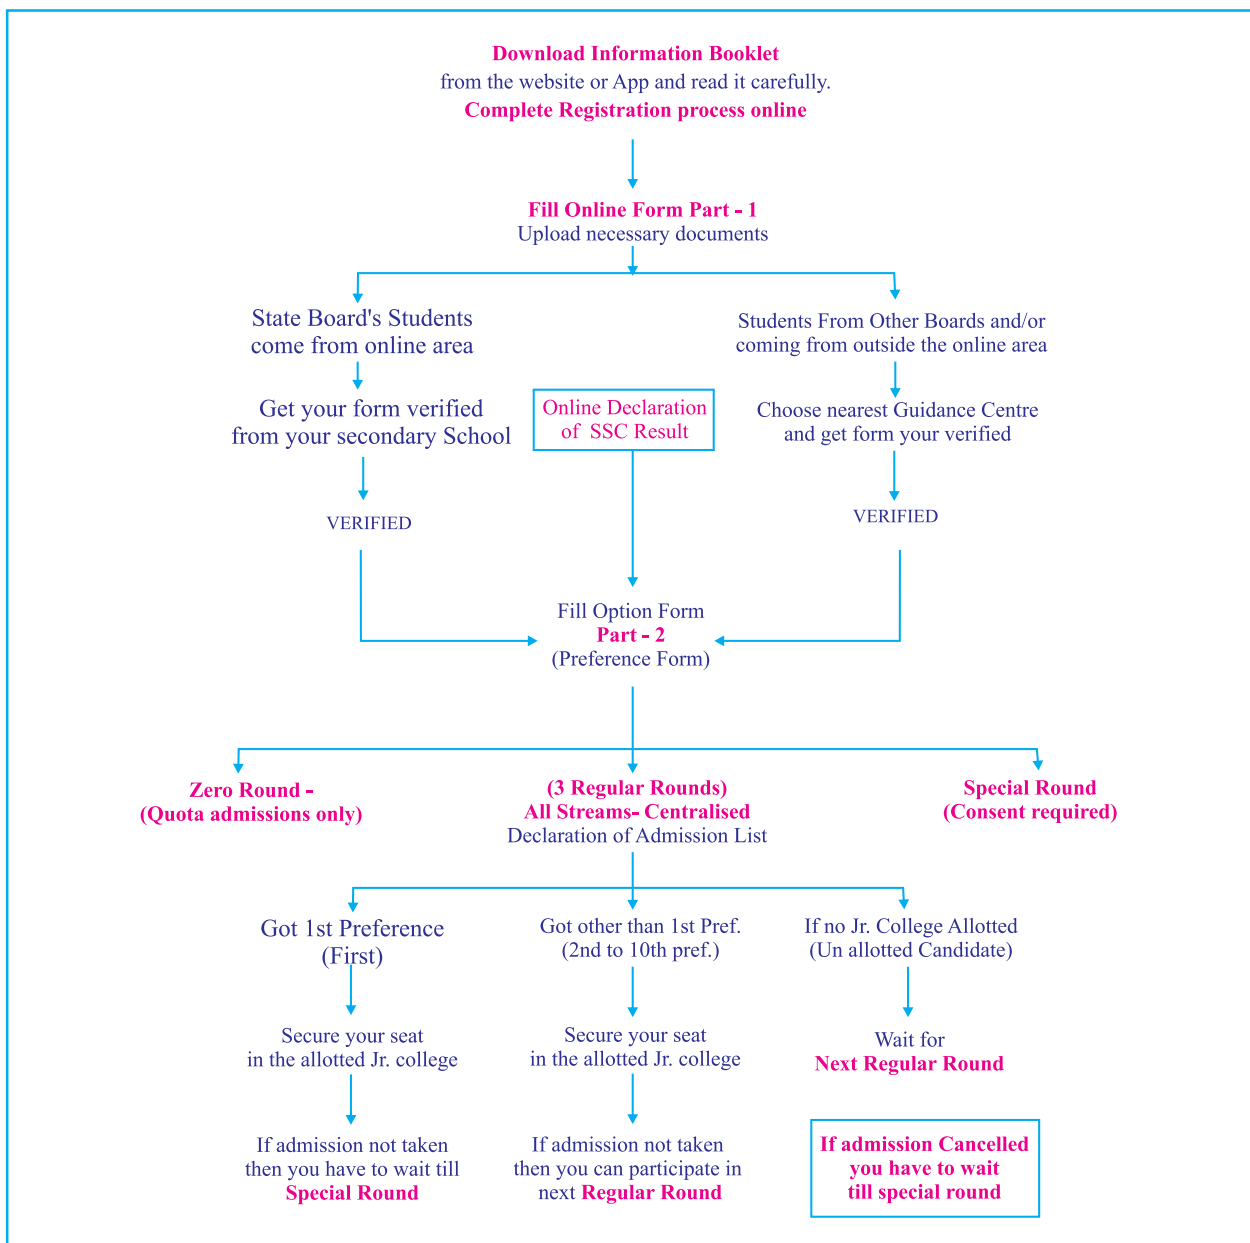 Download Information Booklet
from the website or App and read it carefully.
Complete Registration process online
Fill Online Form Part - 1
Upload necessary documents
State Board's Students
come from online area
Students From Other Boards and/or
coming from outside the online area
Get your form verified
from your secondary School
Online Declaration
of SSC Result
Choose nearest Guidance Centre
and get form your verified
VERIFIED
VERIFIED
Fill Option Form
Part - 2
(Preference Form)
Zero Round -
(Quota admissions only)
(3 Regular Rounds)
All Streams- Centralised
Declaration of Admission List
Special Round
(Consent required)
Got 1st Preference
(First)
Got other than 1st Pref.
(2nd to 10th pref.)
If no Jr. College Allotted
(Un allotted Candidate)
Secure your seat
in the allotted Jr. college
Secure your seat
in the allotted Jr. college
Wait for
Next Regular Round
If admission not taken
then you have to wait till
Special Round
If admission not taken
then you can participate in
next Regular Round
If admission Cancelled
you have to wait
till special round